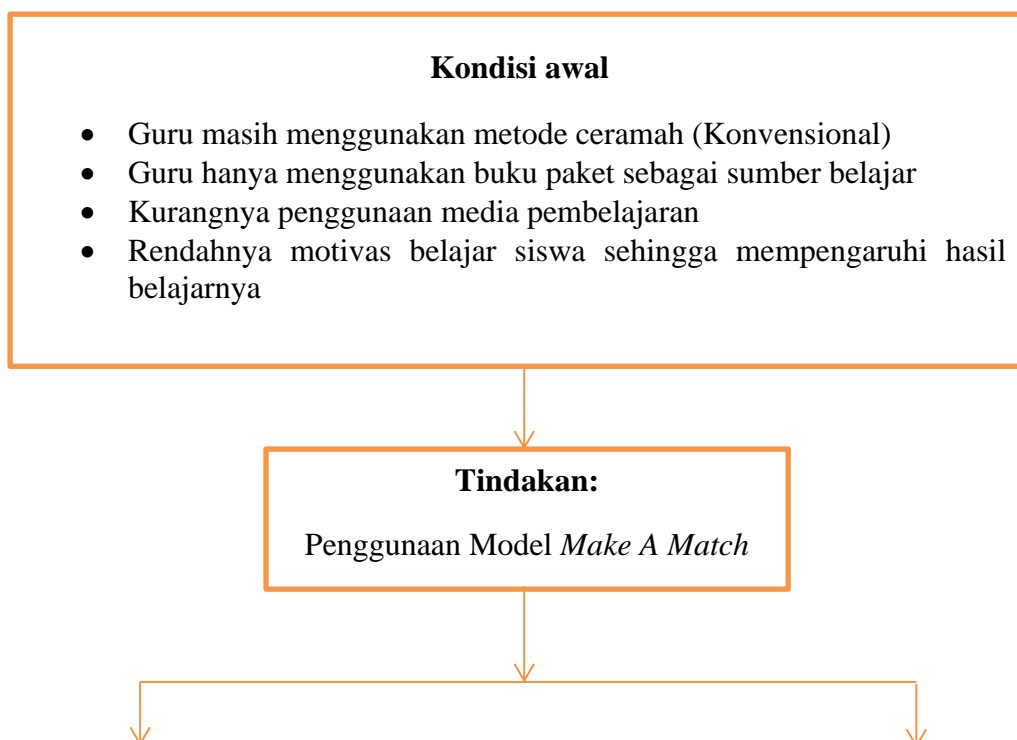 Kondisi awal
• Guru masih menggunakan metode ceramah (Konvensional)
• Guru hanya menggunakan buku paket sebagai sumber belajar
• Kurangnya penggunaan media pembelajaran
• Rendahnya motivas belajar siswa sehingga mempengaruhi hasil
belajarnya
Tindakan:
Penggunaan Model Make A Match